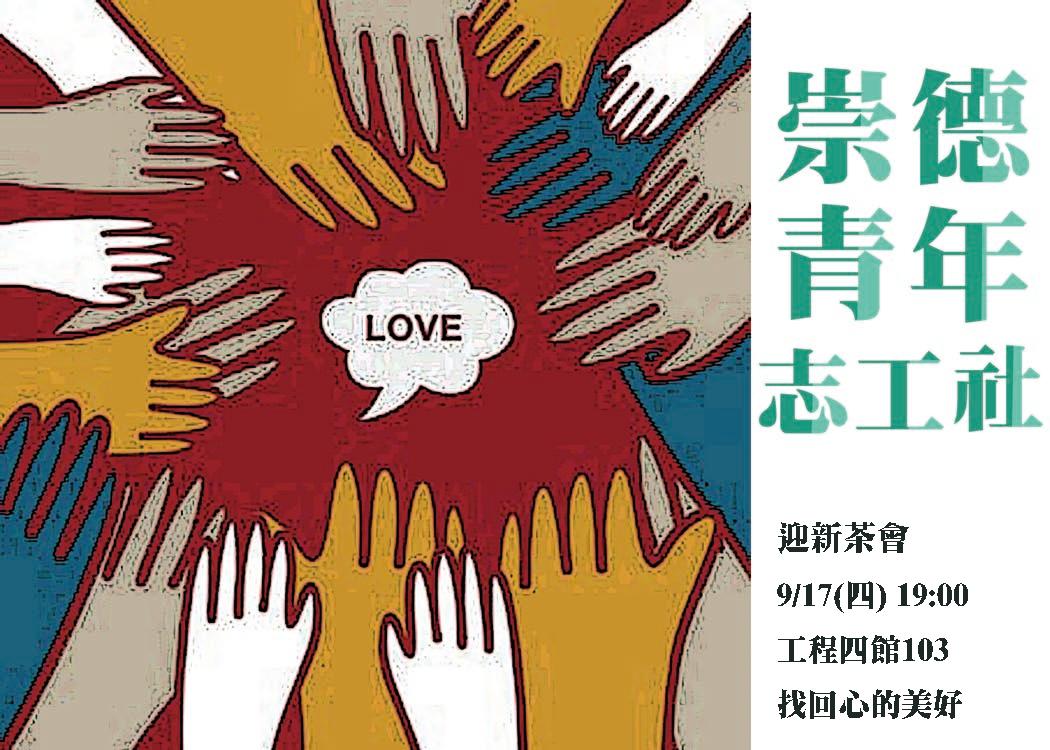 LOVE
崇德
青年
志工社
迎新茶會
9/17(四) 19:00
工程四館103
找回心的美好